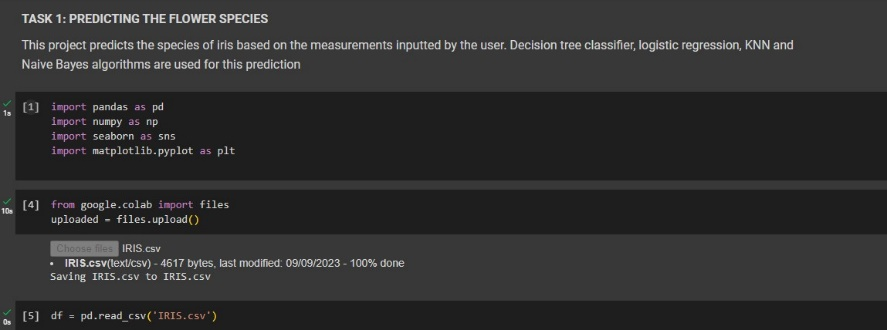 TASK 1: PREDICTING THE FLOWER SPECIES
This project predicts the species of iris based on the measurements inputted by the user. Decision tree classifier, logistic regression, KNN and
Naive Bayes algorithms are used for this prediction
[1] import pandas as pd
1s
import numpy as np
import seaborn as sns
import matplotlib.pyplot as plt
[4] from google.colab import files
10s
uploaded = files.upload()
Choose files IRIS.csv
• IRIS.csv(text/csv) - 4617 bytes, last modified: 09/09/2023 - 100% done
Saving IRIS.csv to IRIS.csv
[5] df = pd.read_csv('IRIS.csv')
0s